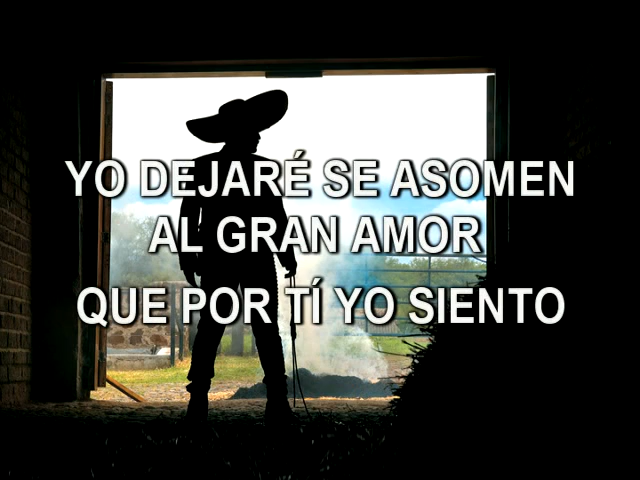 YO DEJARÉ SE ASOMEN
AL GRAN AMOR
QUE POR TÍ YO SIENTO